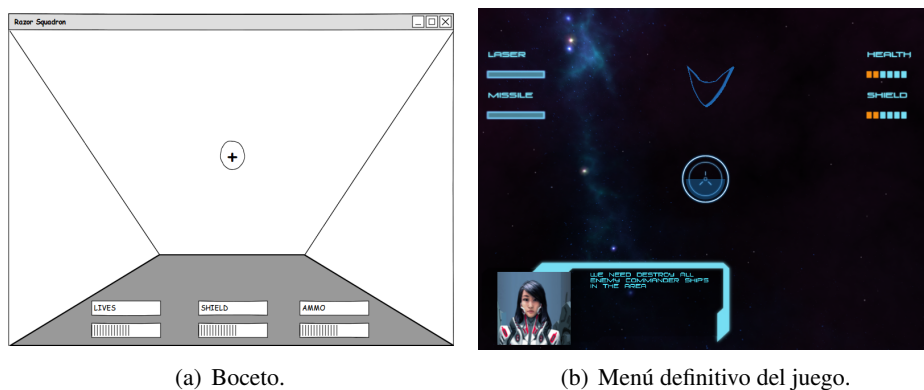 Razor Squadron
LIVES
SHIELD
AMMO
LASER
MISSILE
HEALTH
SHIELD
WE NEED DESTROY ALL
ENEMY COMMANDER SHIPS
IN THE AREA
(a) Boceto.
(b) Menú definitivo del juego.